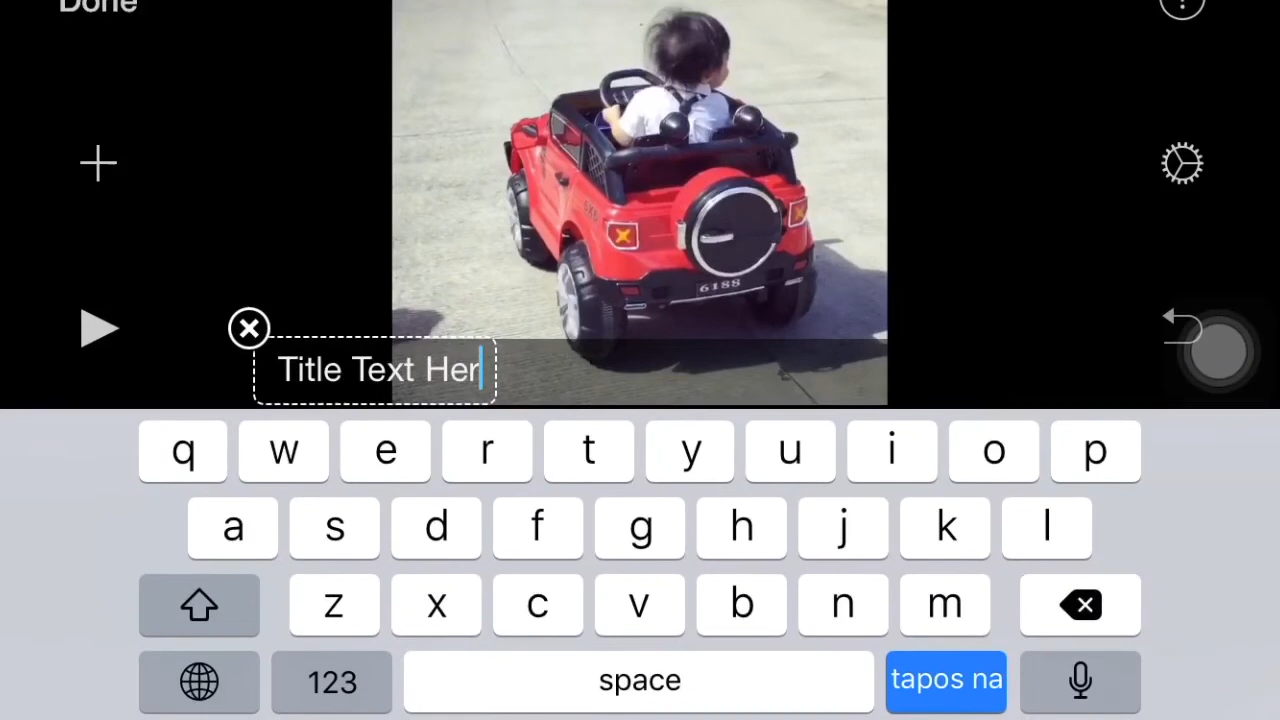 Done
6188
Title Text Her
q w e r t y u i o p
a s d f g h j k l
z x c v b n m
123 space tapos na